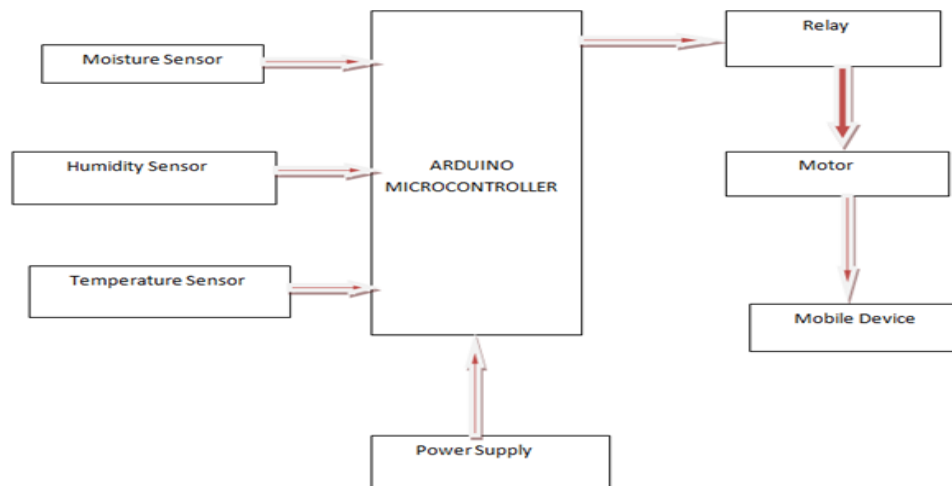 Moisture Sensor
Humidity Sensor
Temperature Sensor
ARDUINO
MICROCONTROLLER
Power Supply
Relay
Motor
Mobile Device